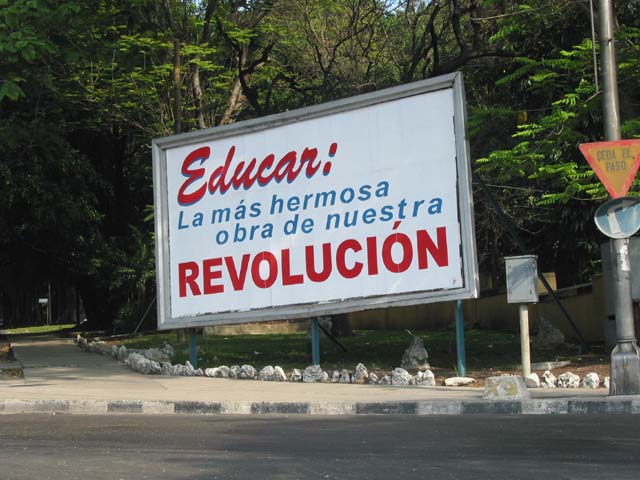 Educar:
La más hermosa
obra de nuestra
REVOLUCIÓN
CEDA EL
PASO